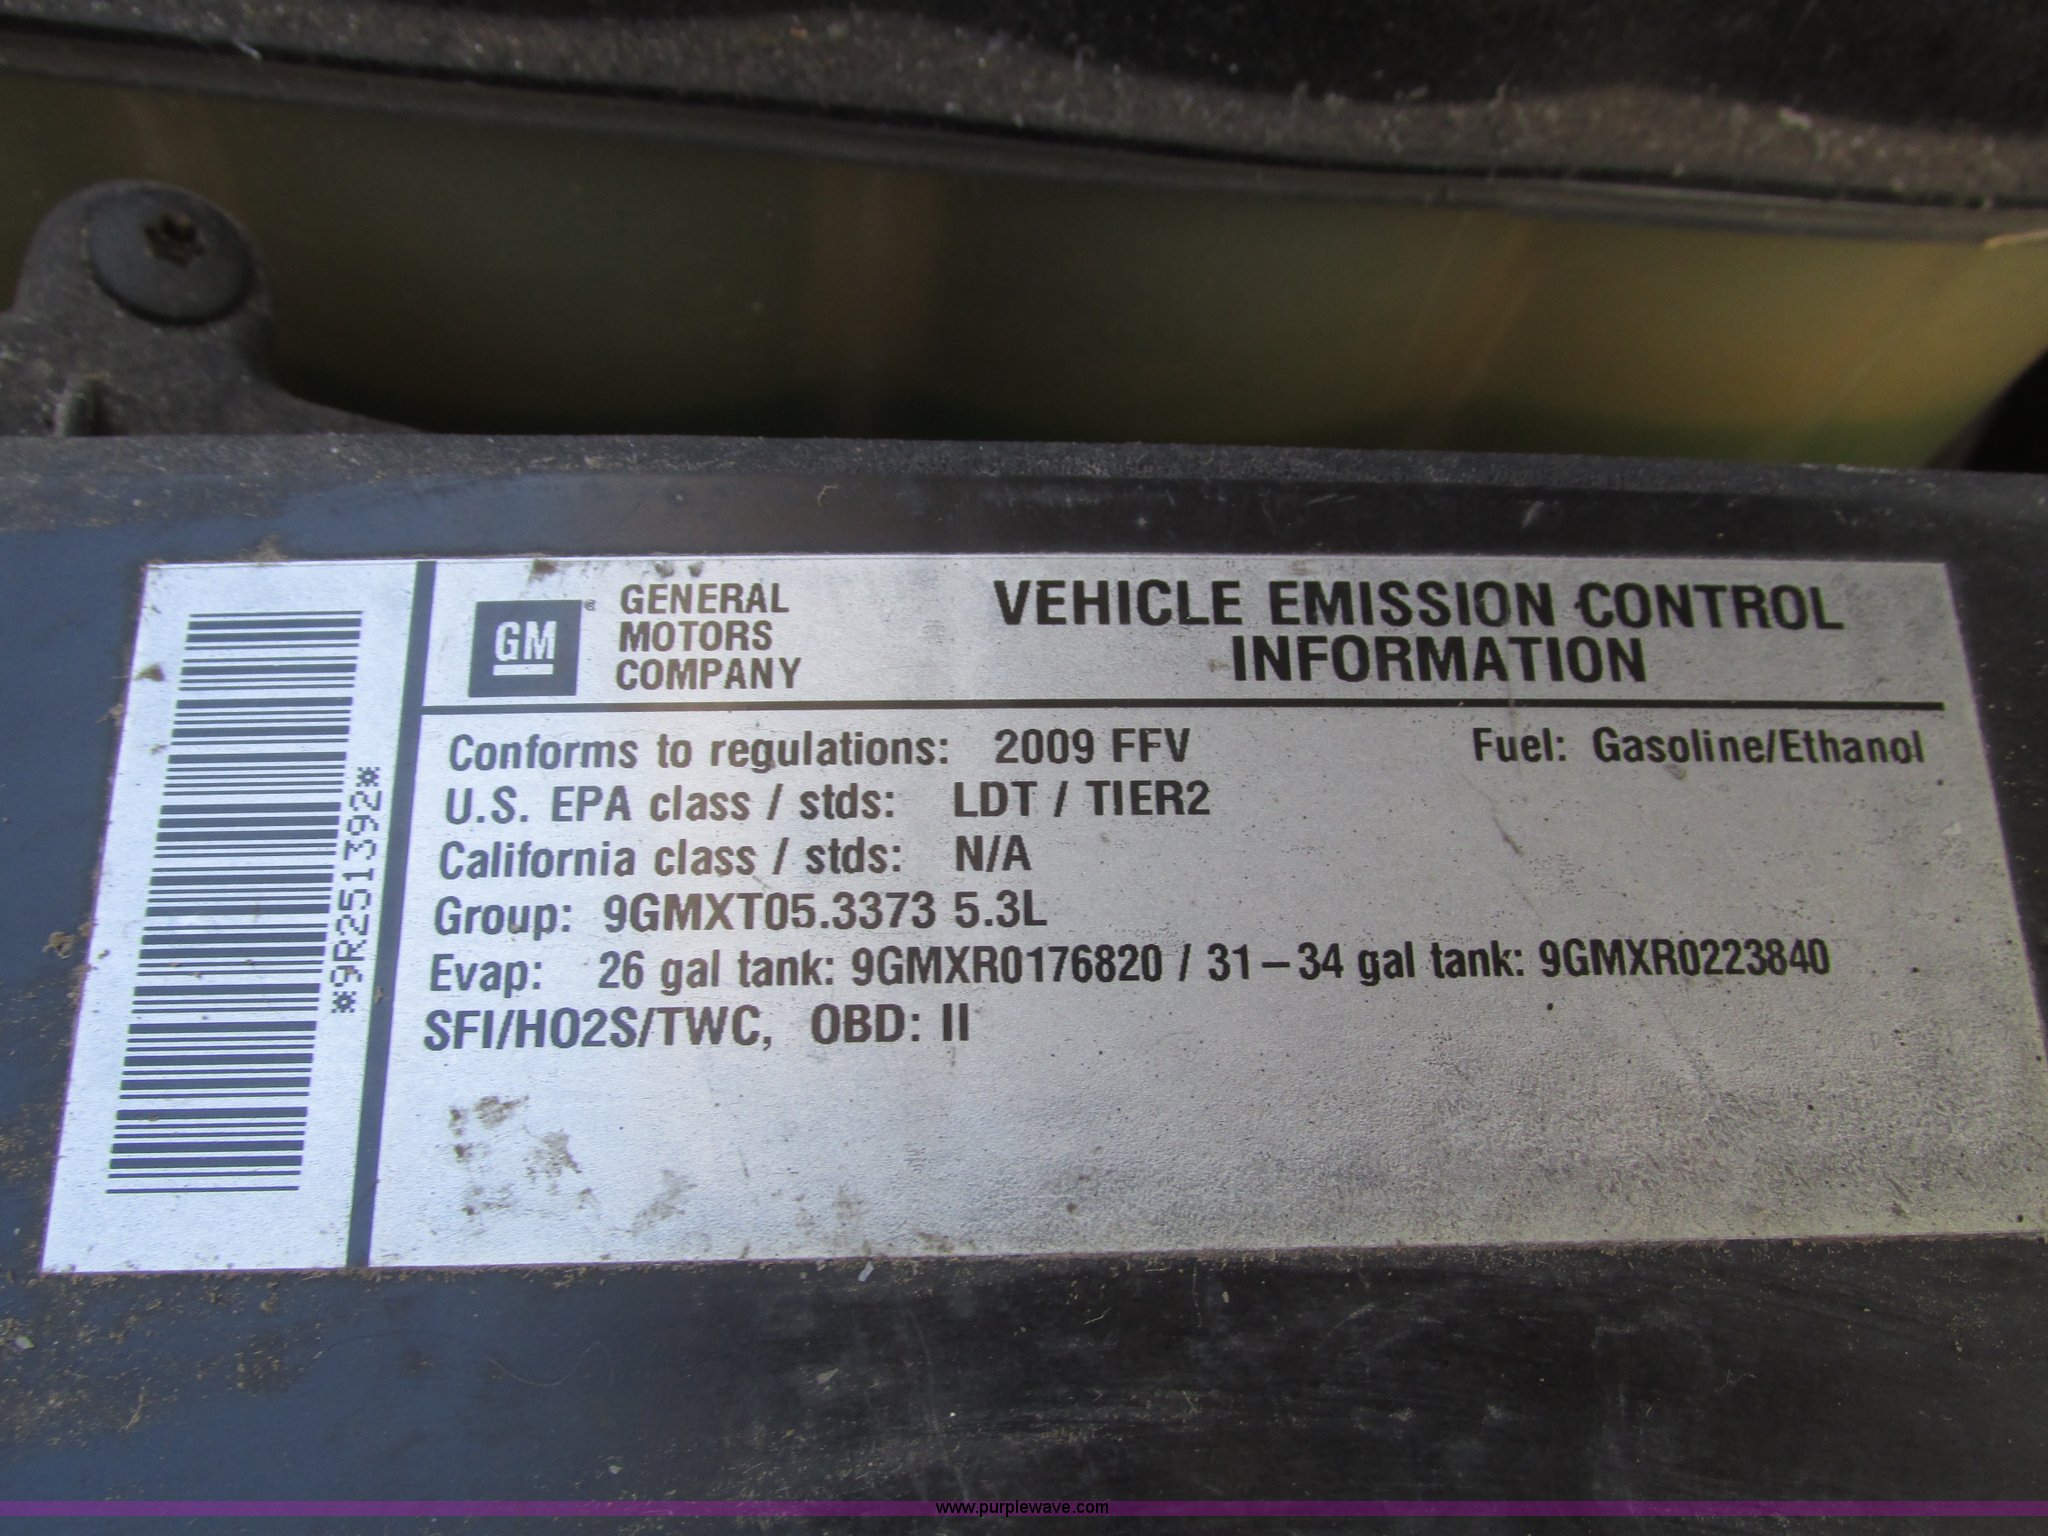 GM®
GENERAL
MOTORS
COMPANY
VEHICLE EMISSION CONTROL
INFORMATION
Conforms to regulations: 2009 FFV
Fuel: Gasoline/Ethanol
U.S. EPA class / stds: LDT / TIER2
California class / stds: N/A
Group: 9GMXT05.3373 5.3L
Evap: 26 gal tank: 9GMXR0176820 / 31–34 gal tank: 9GMXR0223840
SFI/HO2S/TWC, OBD: II
*9R251392*
www.purplewave.com